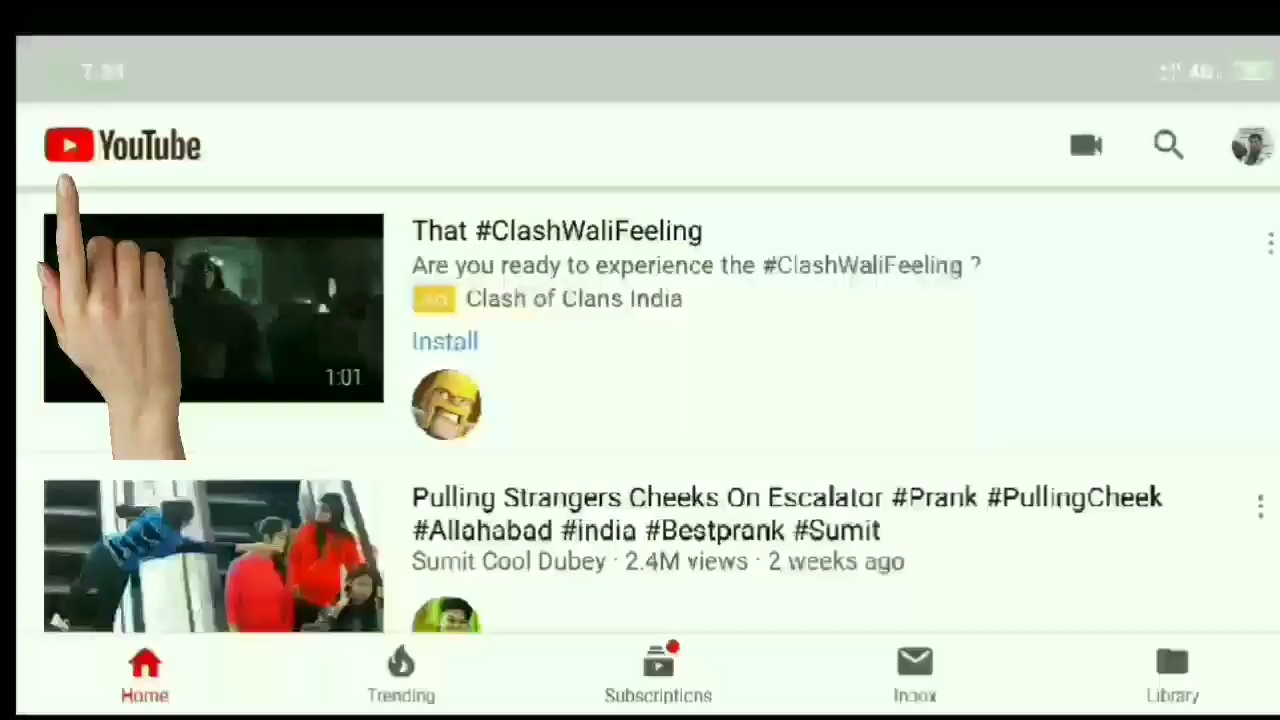 YouTube
That #ClashWaliFeeling
Are you ready to experience the #ClashWaliFeeling ?
Clash of Clans India
Install
1:01
Pulling Strangers Cheeks On Escalator #Prank #PullingCheek
#Allahabad #india #Bestprank #Sumit
Sumit Cool Dubey · 2.4M views · 2 weeks ago
Home
Trending
Subscriptions
Inbox
Library